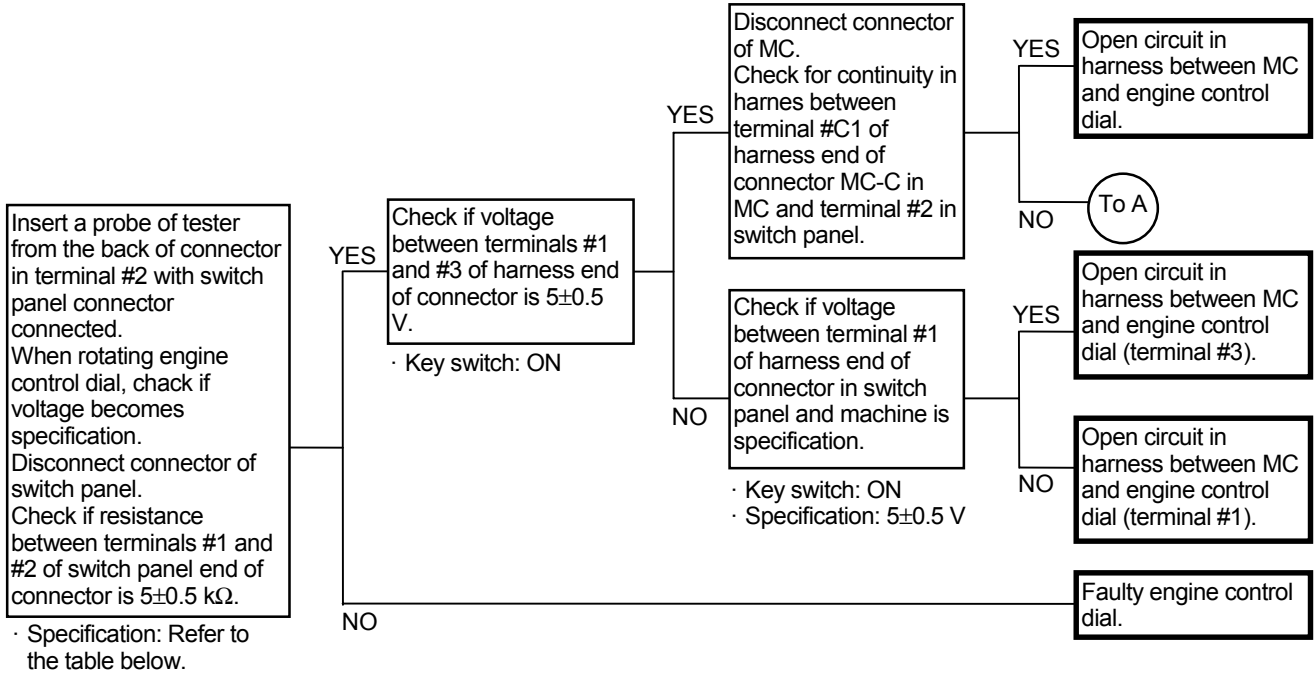 Insert a probe of tester
from the back of connector
in terminal #2 with switch
panel connector
connected.
When rotating engine
control dial, chack if
voltage becomes
specification.
Disconnect connector of
switch panel.
Check if resistance
between terminals #1 and
#2 of switch panel end of
connector is 5±0.5 kΩ.
· Specification: Refer to
the table below.
YES
NO
Check if voltage
between terminals #1
and #3 of harness end
of connector is 5±0.5
V.
· Key switch: ON
YES
NO
Disconnect connector
of MC.
Check for continuity in
harnes between
terminal #C1 of
harness end of
connector MC-C in
MC and terminal #2 in
switch panel.
YES
NO
Open circuit in
harness between MC
and engine control
dial.
To A
Check if voltage
between terminal #1
of harness end of
connector in switch
panel and machine is
specification.
· Key switch: ON
· Specification: 5±0.5 V
YES
NO
Open circuit in
harness between MC
and engine control
dial (terminal #3).
Open circuit in
harness between MC
and engine control
dial (terminal #1).
Faulty engine control
dial.